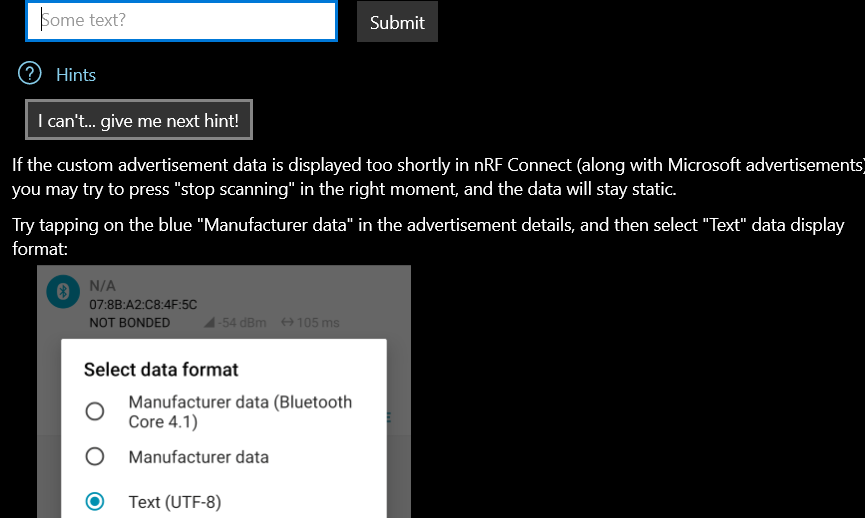 Some text?
Submit
Hints
I can't... give me next hint!
If the custom advertisement data is displayed too shortly in nRF Connect (along with Microsoft advertisements)
you may try to press "stop scanning" in the right moment, and the data will stay static.
Try tapping on the blue "Manufacturer data" in the advertisement details, and then select "Text" data display
format:
N/A
07:8B:A2:C8:4F:5C
NOT BONDED -54 dBm 105 ms
Select data format
Manufacturer data (Bluetooth
Core 4.1)
Manufacturer data
Text (UTF-8)